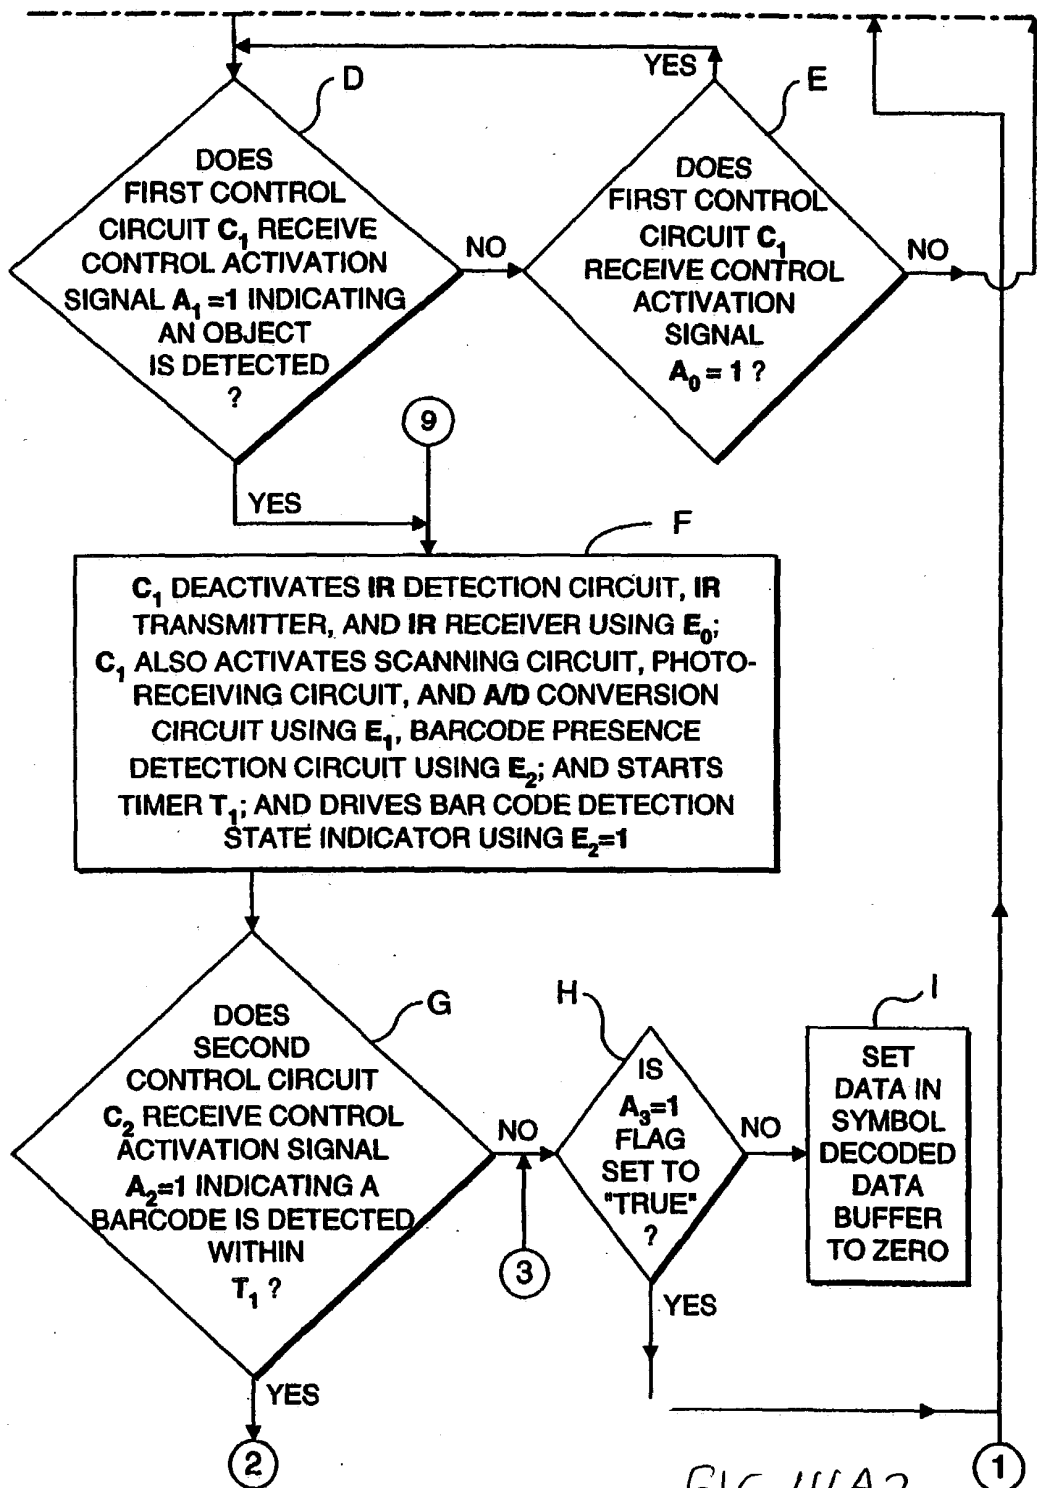 YES
D
E
DOES
FIRST CONTROL
CIRCUIT C₁ RECEIVE
CONTROL ACTIVATION
SIGNAL A₁ =1 INDICATING
AN OBJECT
IS DETECTED
?
NO
DOES
FIRST CONTROL
CIRCUIT C₁
RECEIVE CONTROL
ACTIVATION
SIGNAL
A₀ = 1 ?
NO
9
YES
F
C₁ DEACTIVATES IR DETECTION CIRCUIT, IR
TRANSMITTER, AND IR RECEIVER USING E₀;
C₁ ALSO ACTIVATES SCANNING CIRCUIT, PHOTO-
RECEIVING CIRCUIT, AND A/D CONVERSION
CIRCUIT USING E₁, BARCODE PRESENCE
DETECTION CIRCUIT USING E₂; AND STARTS
TIMER T₁; AND DRIVES BAR CODE DETECTION
STATE INDICATOR USING E₂=1
G
DOES
SECOND
CONTROL CIRCUIT
C₂ RECEIVE CONTROL
ACTIVATION SIGNAL
A₂=1 INDICATING A
BARCODE IS DETECTED
WITHIN
T₁ ?
NO
3
H
IS
A₃=1
FLAG
SET TO
"TRUE"
?
NO
I
SET
DATA IN
SYMBOL
DECODED
DATA
BUFFER
TO ZERO
YES
YES
2
1